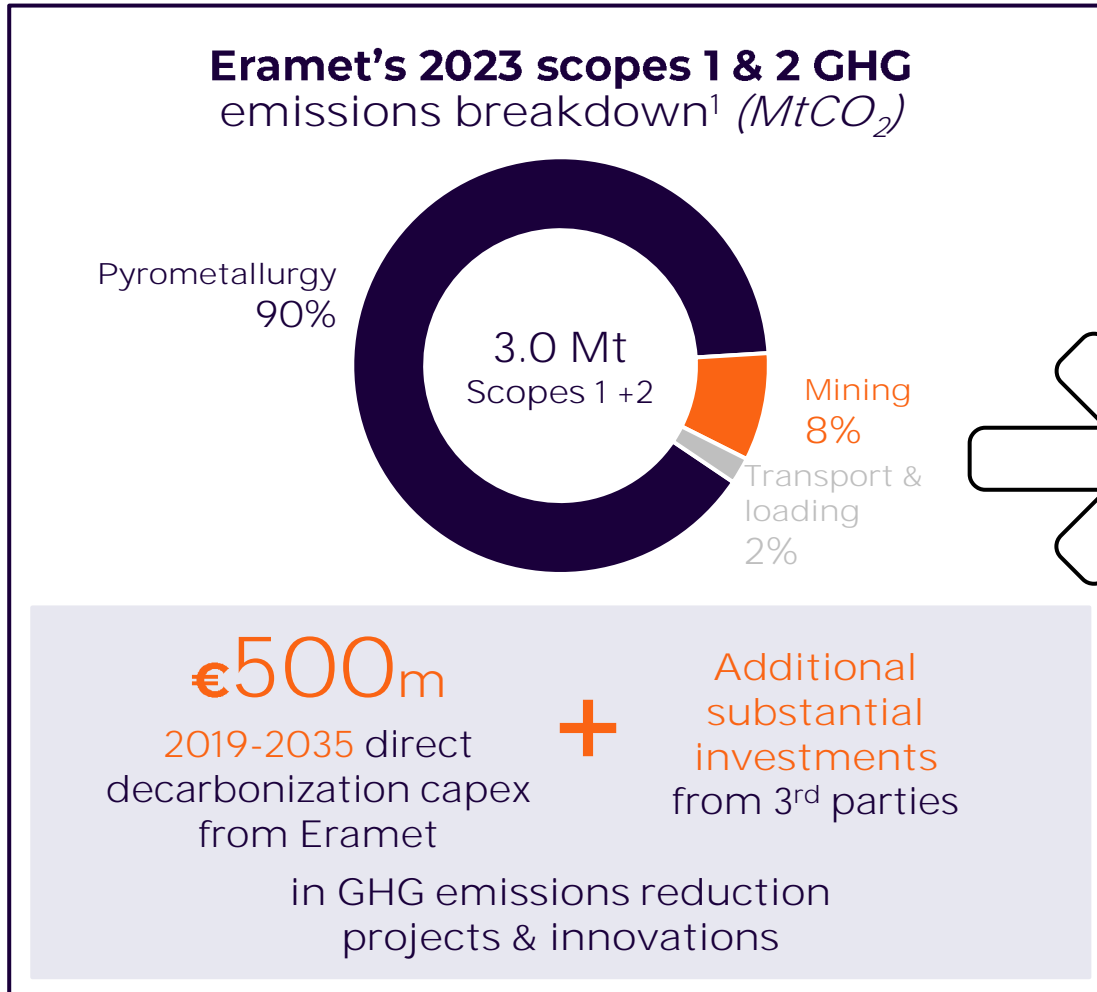 Eramet’s 2023 scopes 1 & 2 GHG
emissions breakdown¹ (MtCO₂)
Pyrometallurgy
90%
3.0 Mt
Scopes 1 +2
Mining
8%
Transport &
loading
2%
€500m
2019-2035 direct
decarbonization capex
from Eramet
+
Additional
substantial
investments
from 3rd parties
in GHG emissions reduction
projects & innovations